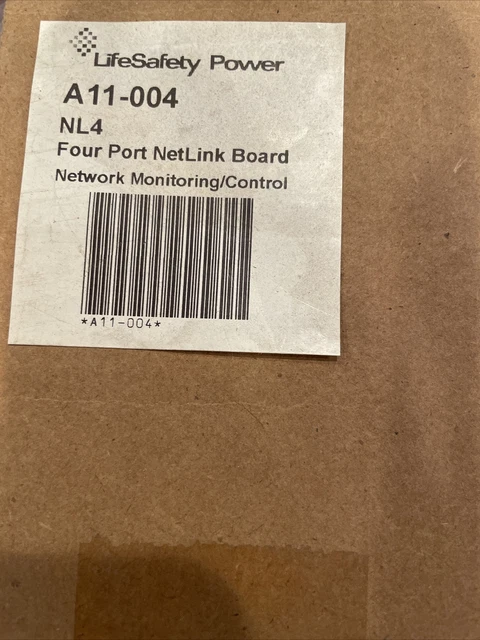 LifeSafety Power
A11-004
NL4
Four Port NetLink Board
Network Monitoring/Control
*A11-004*